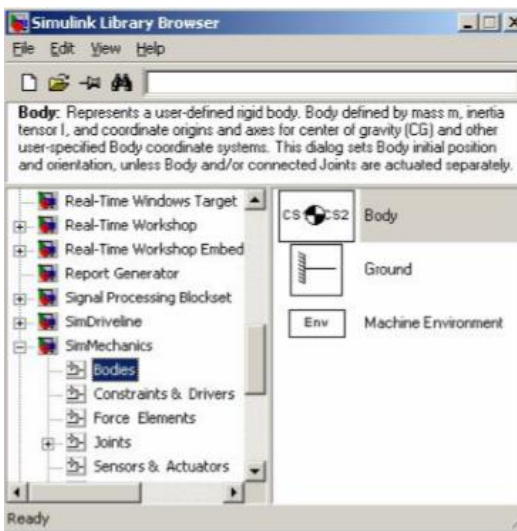 Simulink Library Browser
File Edit View Help
Body: Represents a user-defined rigid body. Body defined by mass m, inertia
tensor I, and coordinate origins and axes for center of gravity (CG) and other
user-specified Body coordinate systems. This dialog sets Body initial position
and orientation, unless Body and/or connected Joints are actuated separately.
Real-Time Windows Target
Real-Time Workshop
Real-Time Workshop Embed
Report Generator
Signal Processing Blockset
SimDriveline
SimMechanics
Bodies
Constraints & Drivers
Force Elements
Joints
Sensors & Actuators
CS1 CS2 Body
Ground
Env Machine Environment
Ready